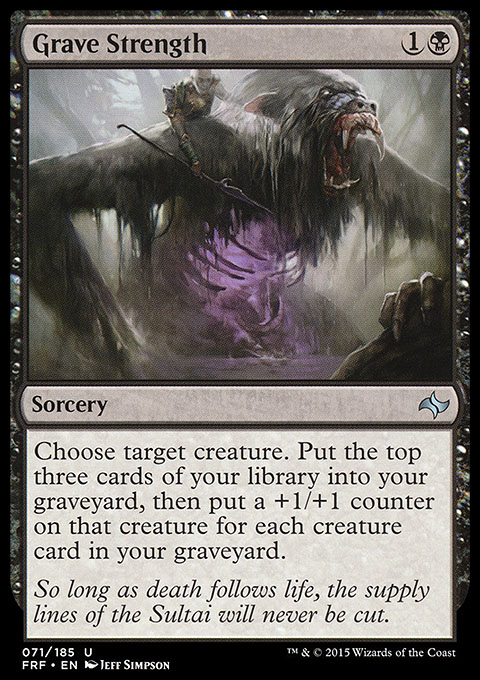 Grave Strength 1
Sorcery
Choose target creature. Put the top
three cards of your library into your
graveyard, then put a +1/+1 counter
on that creature for each creature
card in your graveyard.
So long as death follows life, the supply
lines of the Sultai will never be cut.
071/185 U
FRF • EN Jeff Simpson
™ & © 2015 Wizards of the Coast